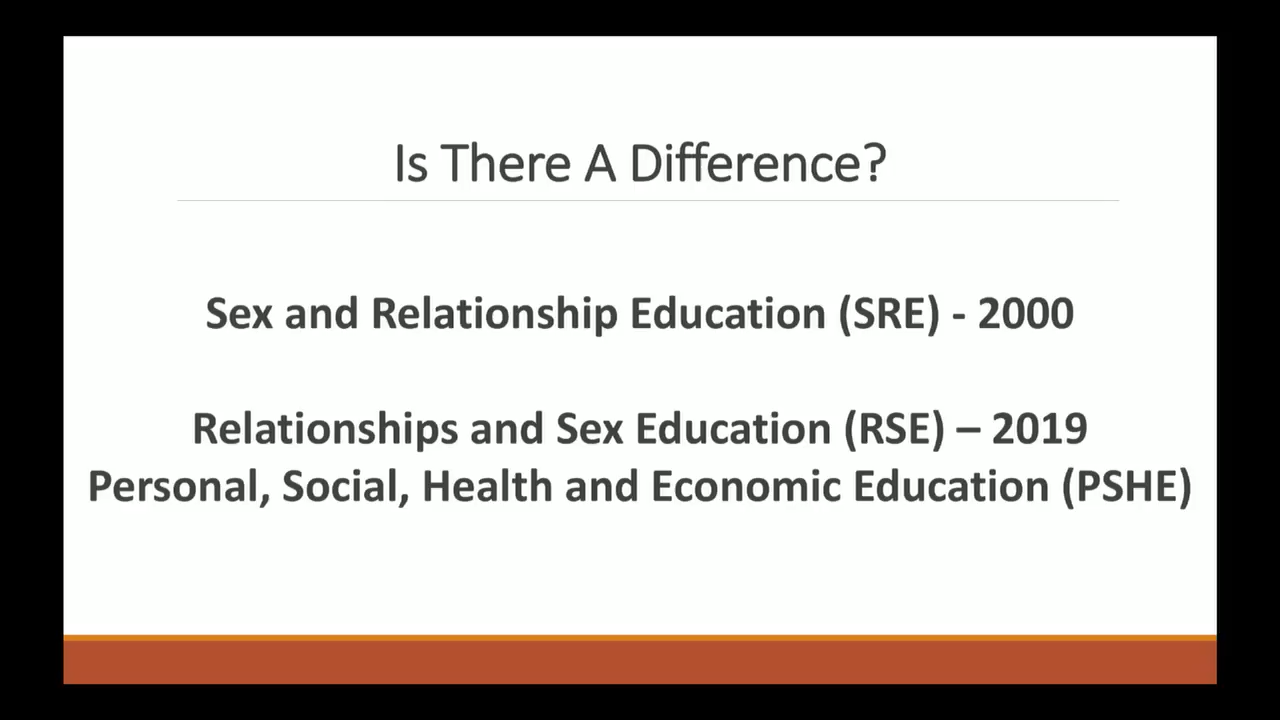 Is There A Difference?
Sex and Relationship Education (SRE) - 2000
Relationships and Sex Education (RSE) – 2019
Personal, Social, Health and Economic Education (PSHE)